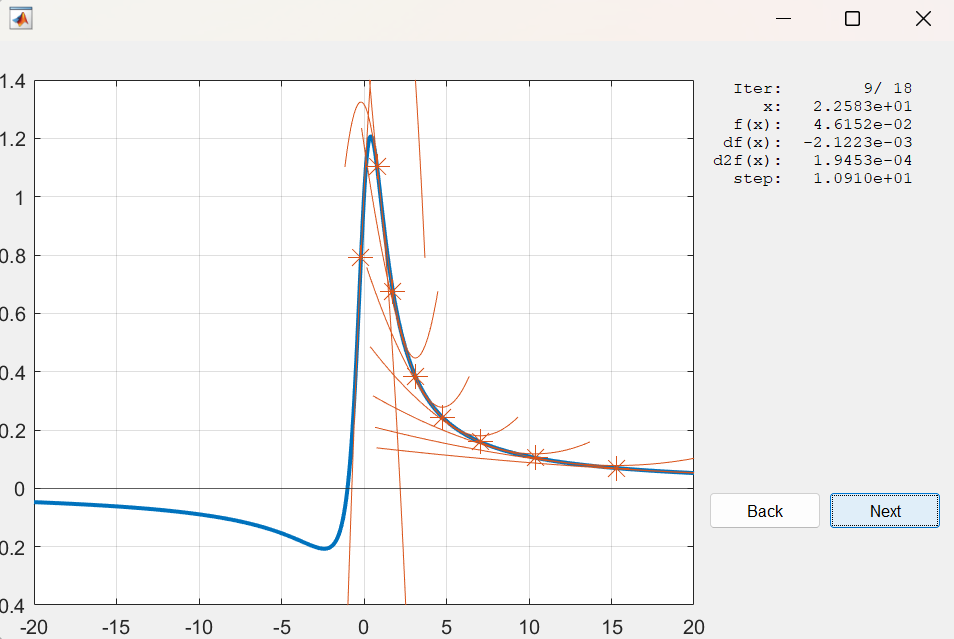 Iter: 9/ 18
x: 2.2583e+01
f(x): 4.6152e-02
df(x): -2.1223e-03
d2f(x): 1.9453e-04
step: 1.0910e+01
1.4
1.2
1
0.8
0.6
0.4
0.2
0
0.2
0.4
-20 -15 -10 -5 0 5 10 15 20
Back
Next